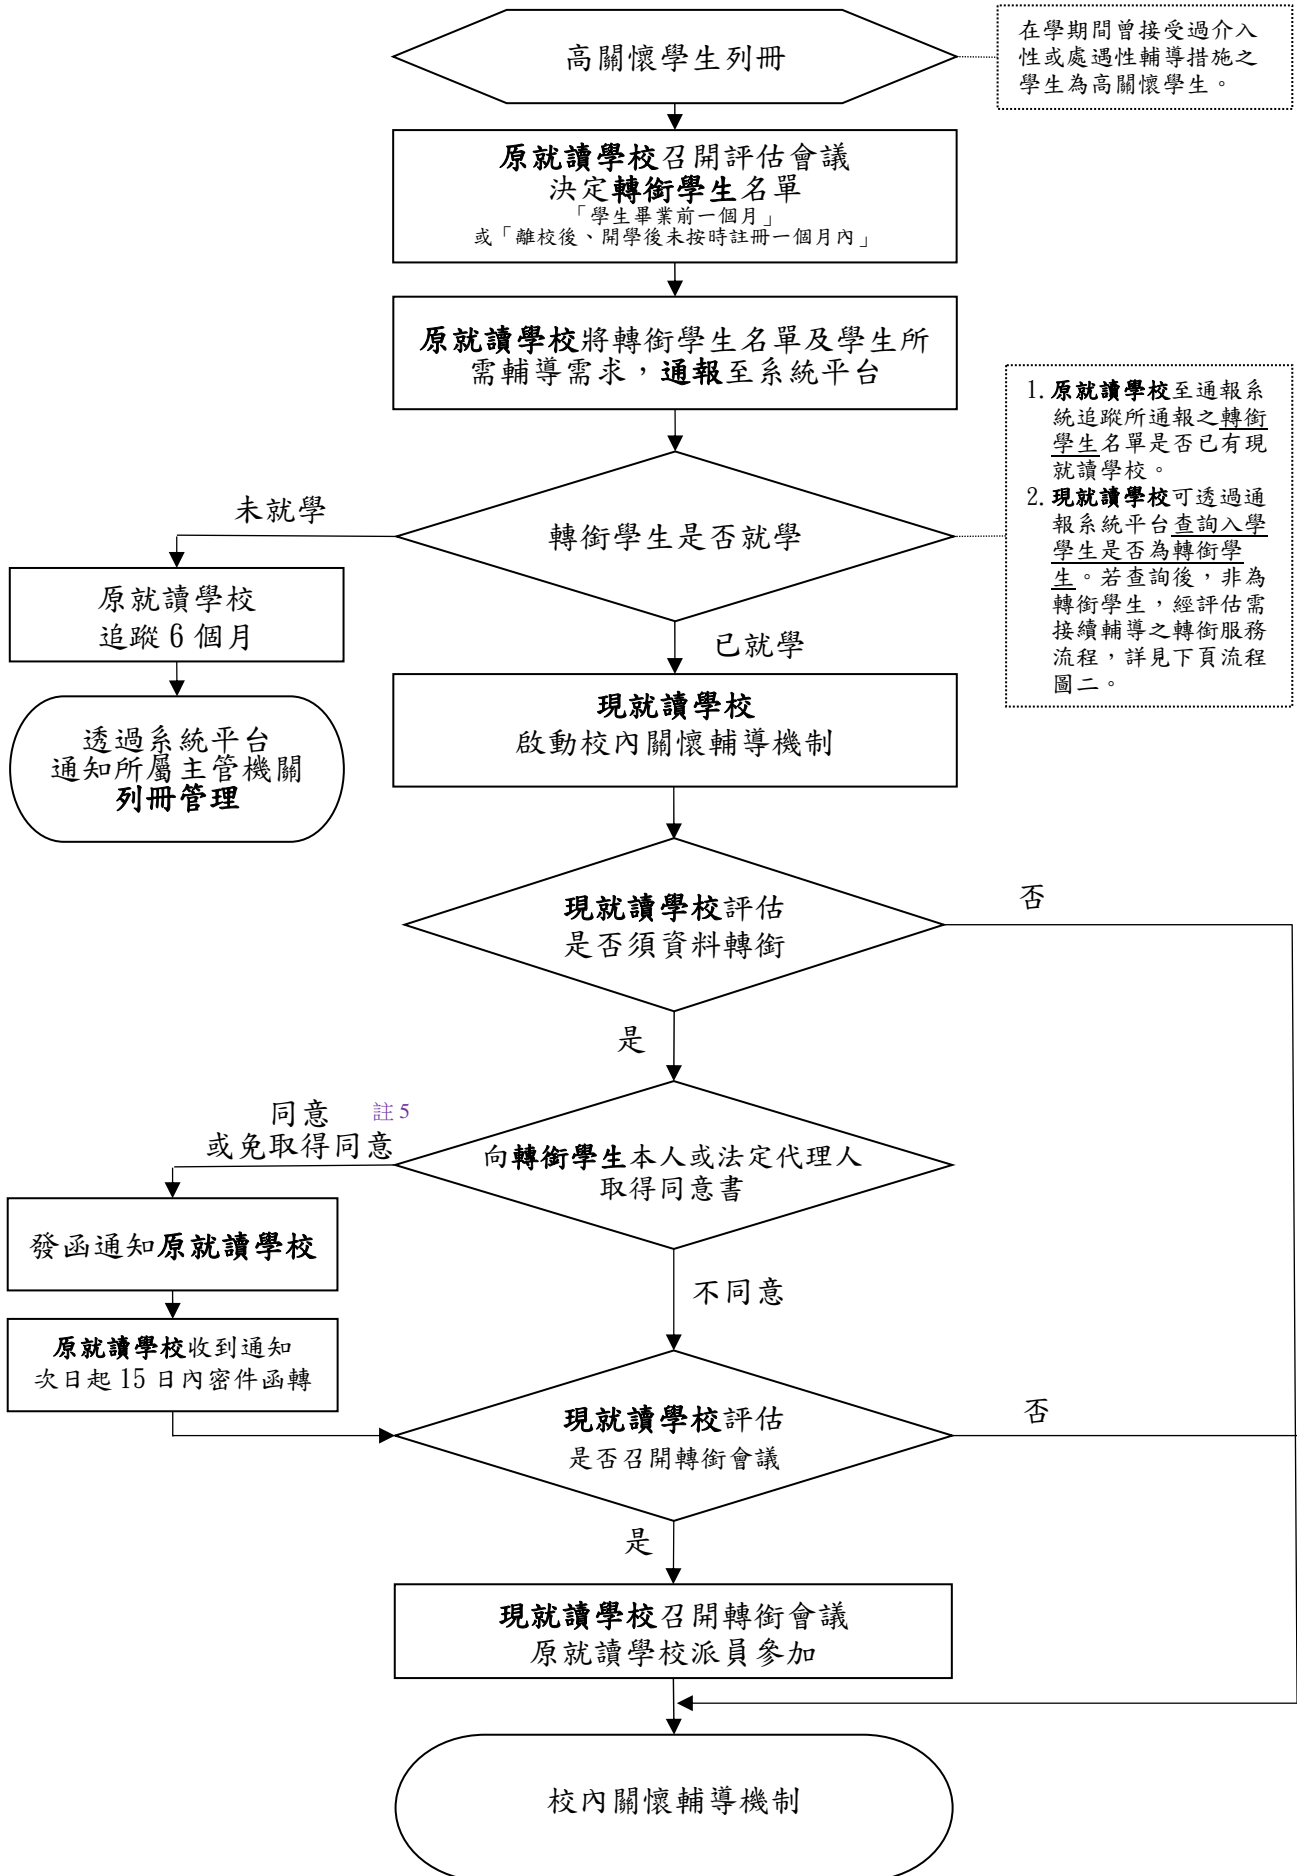 高關懷學生列冊
在學期間曾接受過介入
性或處遇性輔導措施之
學生為高關懷學生。
原就讀學校召開評估會議
決定轉銜學生名單
「學生畢業前一個月」
或「離校後、開學後未按時註冊一個月內」
原就讀學校將轉銜學生名單及學生所
需輔導需求，通報至系統平台
1. 原就讀學校至通報系
統追蹤所通報之轉銜
學生名單是否已有現
就讀學校。
2. 現就讀學校可透過通
報系統平台查詢入學
學生是否為轉銜學
生。若查詢後，非為
轉銜學生，經評估需
接續輔導之轉銜服務
流程，詳見下頁流程
圖二。
轉銜學生是否就學
未就學
原就讀學校
追蹤 6 個月
透過系統平台
通知所屬主管機關
列冊管理
已就學
現就讀學校
啟動校內關懷輔導機制
現就讀學校評估
是否須資料轉銜
否
是
向轉銜學生本人或法定代理人
取得同意書
同意 註 5
或免取得同意
發函通知原就讀學校
原就讀學校收到通知
次日起 15 日內密件函轉
不同意
現就讀學校評估
是否召開轉銜會議
否
是
現就讀學校召開轉銜會議
原就讀學校派員參加
校內關懷輔導機制